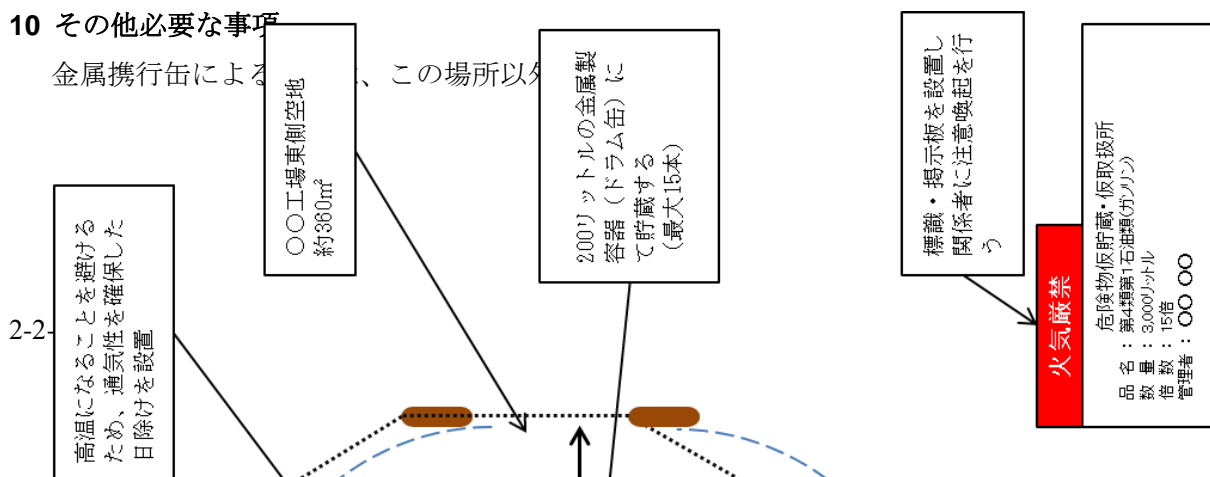 10 その他必要な事項
金属携行缶による
、この場所以外
2-2
高温になることを避ける
ため、通気性を確保した
日除けを設置
〇〇工場東側空地
約360m²
200リットルの金属製
容器（ドラム缶）に
て貯蔵する
（最大15本）
標識・掲示板を設置し
関係者に注意喚起を行
う
火気厳禁
危険物仮貯蔵・仮取扱所
品 名 : 第4類第1石油類(ガソリン)
数 量 : 3,000リットル
倍 数 : 15倍
管理者 : 〇〇 〇〇